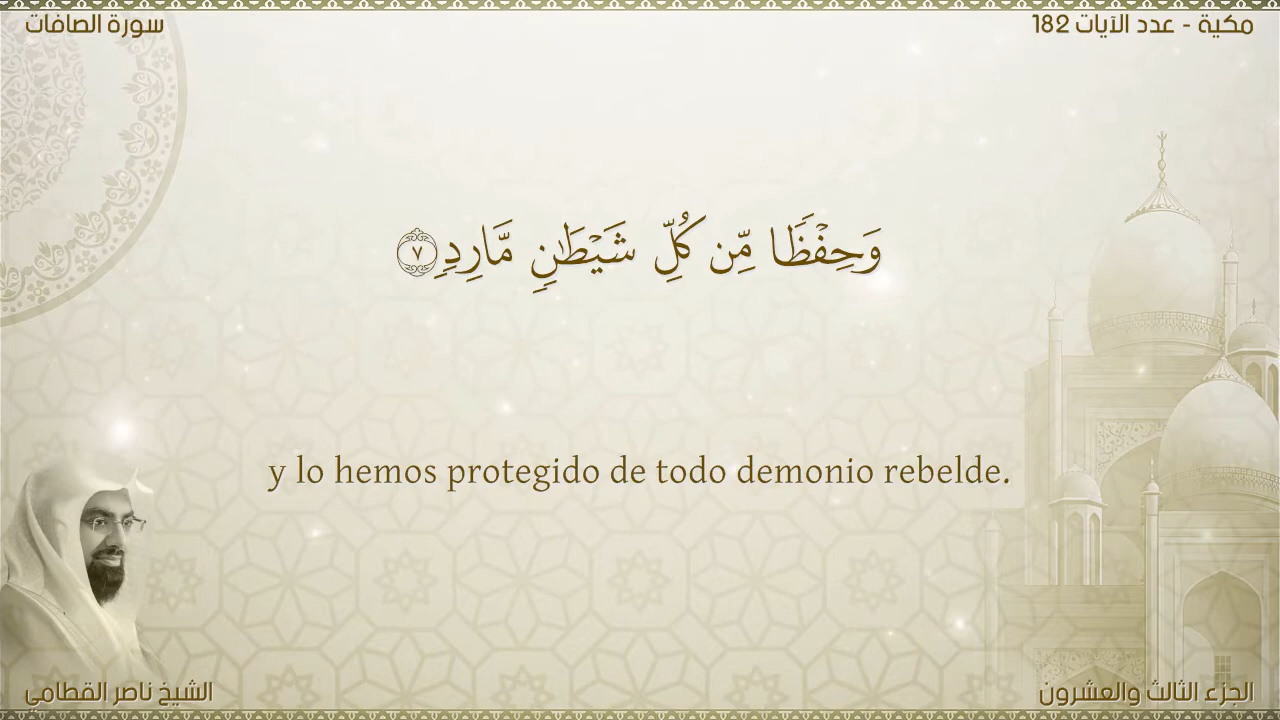 مكية - عدد الآيات 182
سورة الصافات
وَحِفْظًا مِّن كُلِّ شَيْطَٰنٍ مَّارِدٍ ٧
y lo hemos protegido de todo demonio rebelde.
الجزء الثالث والعشرون
الشيخ ناصر القطامي